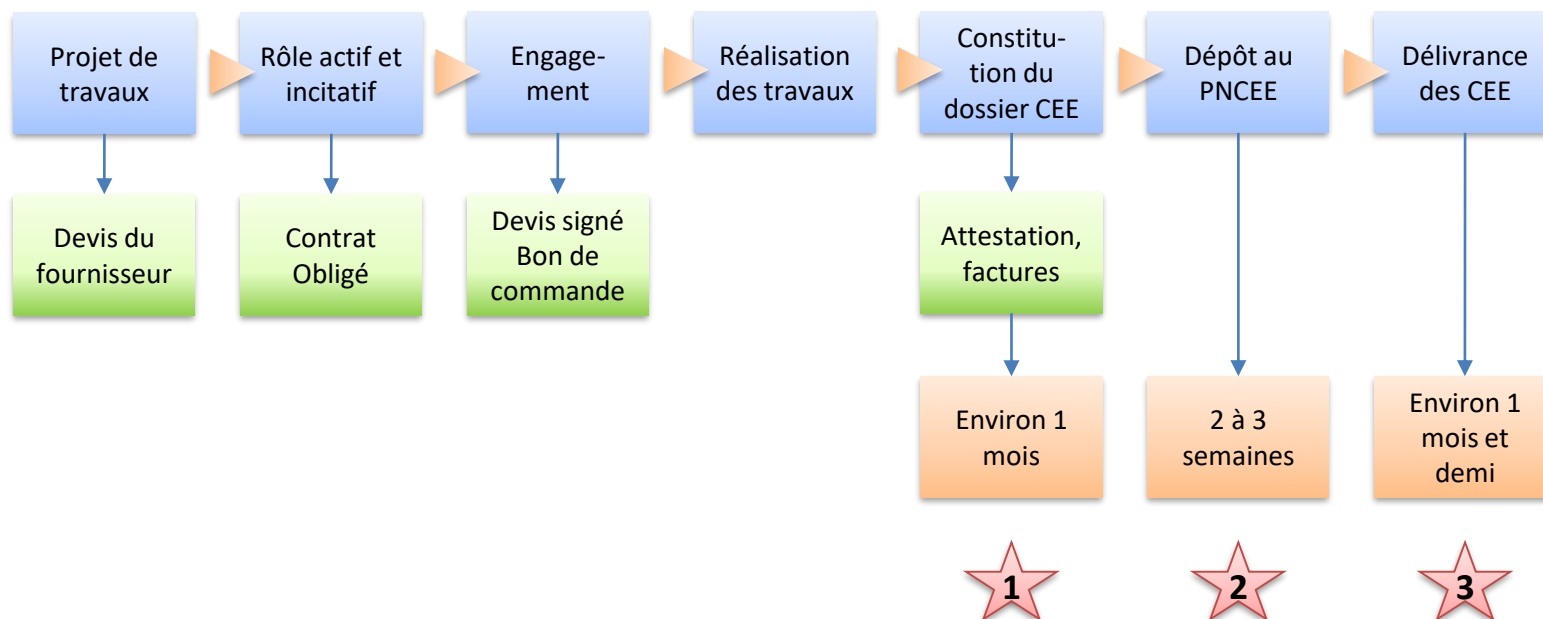 Projet de
travaux
Rôle actif et
incitatif
Engage-
ment
Réalisation
des travaux
Constitu-
tion du
dossier CEE
Dépôt au
PNCEE
Délivrance
des CEE
Devis du
fournisseur
Contrat
Obligé
Devis signé
Bon de
commande
Attestation,
factures
Environ 1
mois
2 à 3
semaines
Environ 1
mois et
demi
1
2
3